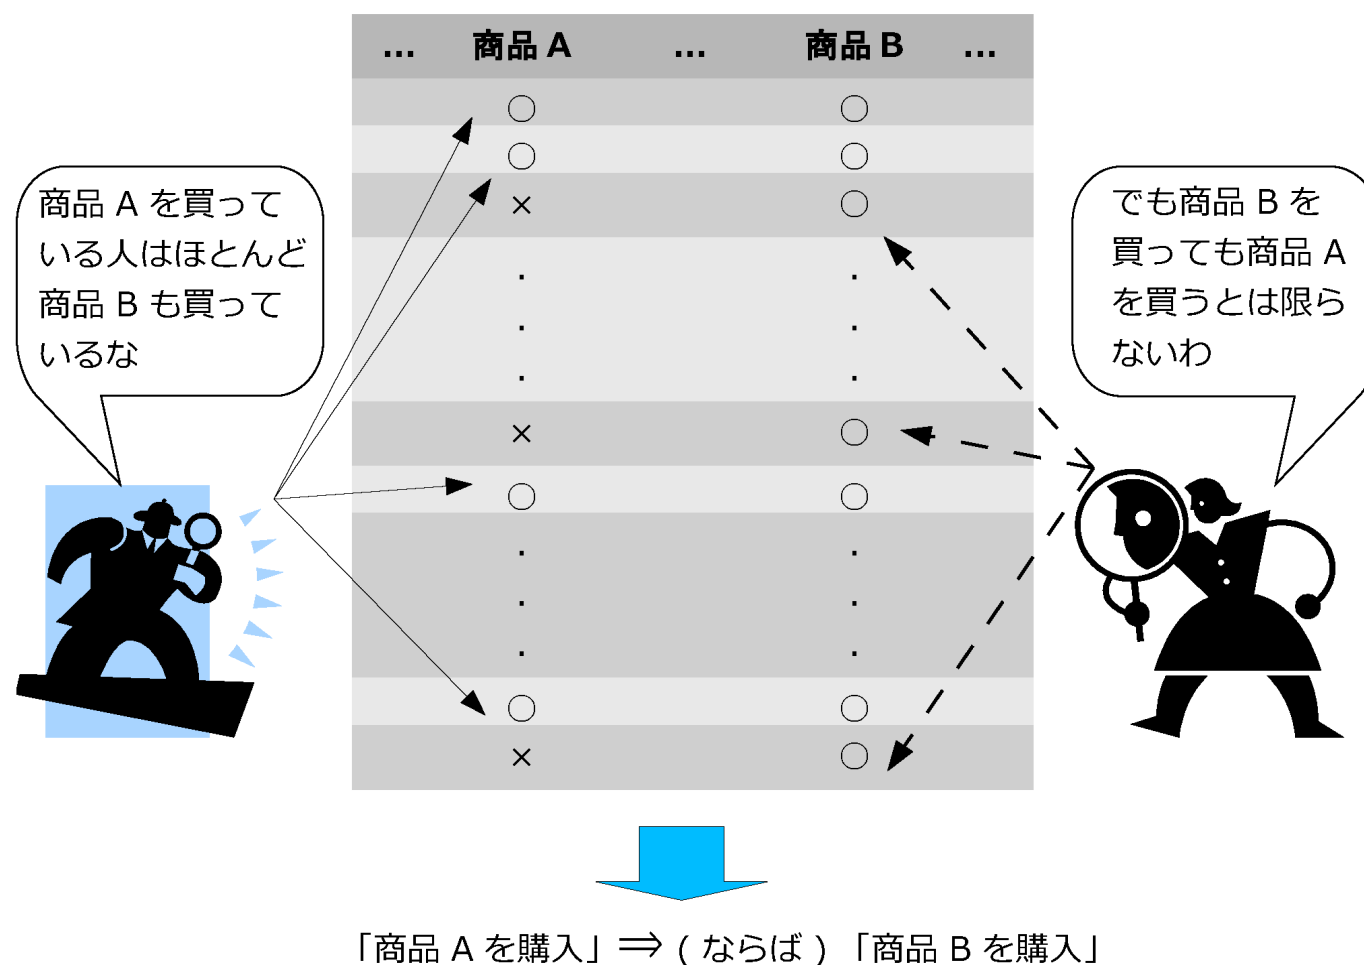 ... 商品 A ... 商品 B ...
○ ○
○ ○
× ○
. .
. .
. .
× ○
○ ○
. .
. .
. .
○ ○
× ○
商品 A を買って
いる人はほとんど
商品 B も買って
いるな
でも商品 B を
買っても商品 A
を買うとは限ら
ないわ
「商品 A を購入」⇒ ( ならば ) 「商品 B を購入」